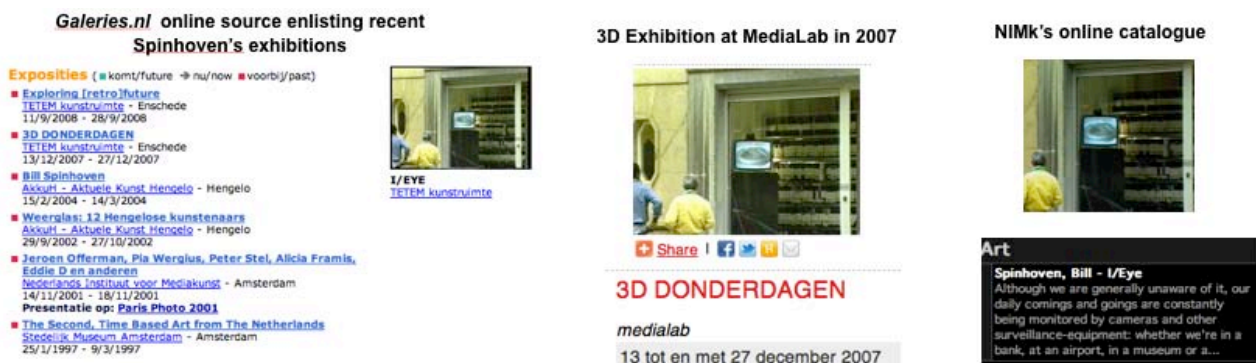 Galeries.nl online source enlisting recent
Spinhoven's exhibitions
Exposities ( komt/future nu/now voorbij/past)
Exploring [retro]future
TETEM kunstruimte - Enschede
11/9/2008 - 28/9/2008
3D DONDERDAGEN
TETEM kunstruimte - Enschede
13/12/2007 - 27/12/2007
Bill Spinhoven
AkkuH - Aktuele Kunst Hengelo - Hengelo
15/2/2004 - 14/3/2004
Weerglas: 12 Hengelose kunstenaars
AkkuH - Aktuele Kunst Hengelo - Hengelo
29/9/2002 - 27/10/2002
Jeroen Offerman, Pia Wergius, Peter Stel, Alicia Framis,
Eddie D en anderen
Nederlands Instituut voor Mediakunst - Amsterdam
14/11/2001 - 18/11/2001
Presentatie op: Paris Photo 2001
The Second, Time Based Art from The Netherlands
Stedelijk Museum Amsterdam - Amsterdam
25/1/1997 - 9/3/1997
I/EYE
TETEM kunstruimte
3D Exhibition at MediaLab in 2007
Share
3D DONDERDAGEN
medialab
13 tot en met 27 december 2007
NIMk's online catalogue
Art
Spinhoven, Bill - I/Eye
Although we are generally unaware of it, our
daily comings and goings are constantly
being monitored by cameras and other
surveillance-equipment: whether we're in a
bank, at an airport, in a museum or a...